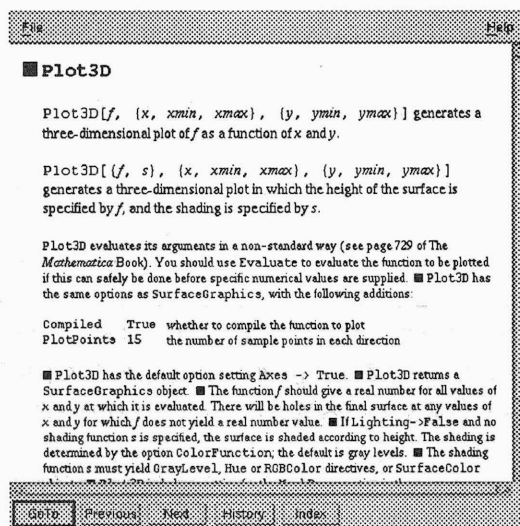 File Help
■ Plot3D
Plot3D[f, {x, xmin, xmax}, {y, ymin, ymax}] generates a
three-dimensional plot of f as a function of x and y.
Plot3D[{f, s}, {x, xmin, xmax}, {y, ymin, ymax}]
generates a three-dimensional plot in which the height of the surface is
specified by f, and the shading is specified by s.
Plot3D evaluates its arguments in a non-standard way (see page 729 of The
Mathematica Book). You should use Evaluate to evaluate the function to be plotted
if this can safely be done before specific numerical values are supplied. ■ Plot3D has
the same options as SurfaceGraphics, with the following additions:
Compiled True whether to compile the function to plot
PlotPoints 15 the number of sample points in each direction
■ Plot3D has the default option setting Axes -> True. ■ Plot3D returns a
SurfaceGraphics object. ■ The function f should give a real number for all values of
x and y at which it is evaluated. There will be holes in the final surface at any values of
x and y for which f does not yield a real number value. ■ If Lighting->False and no
shading function s is specified, the surface is shaded according to height. The shading is
determined by the option ColorFunction; the default is gray levels. ■ The shading
function s must yield GrayLevel, Hue or RGBColor directives, or SurfaceColor
GoTo Previous Next History Index